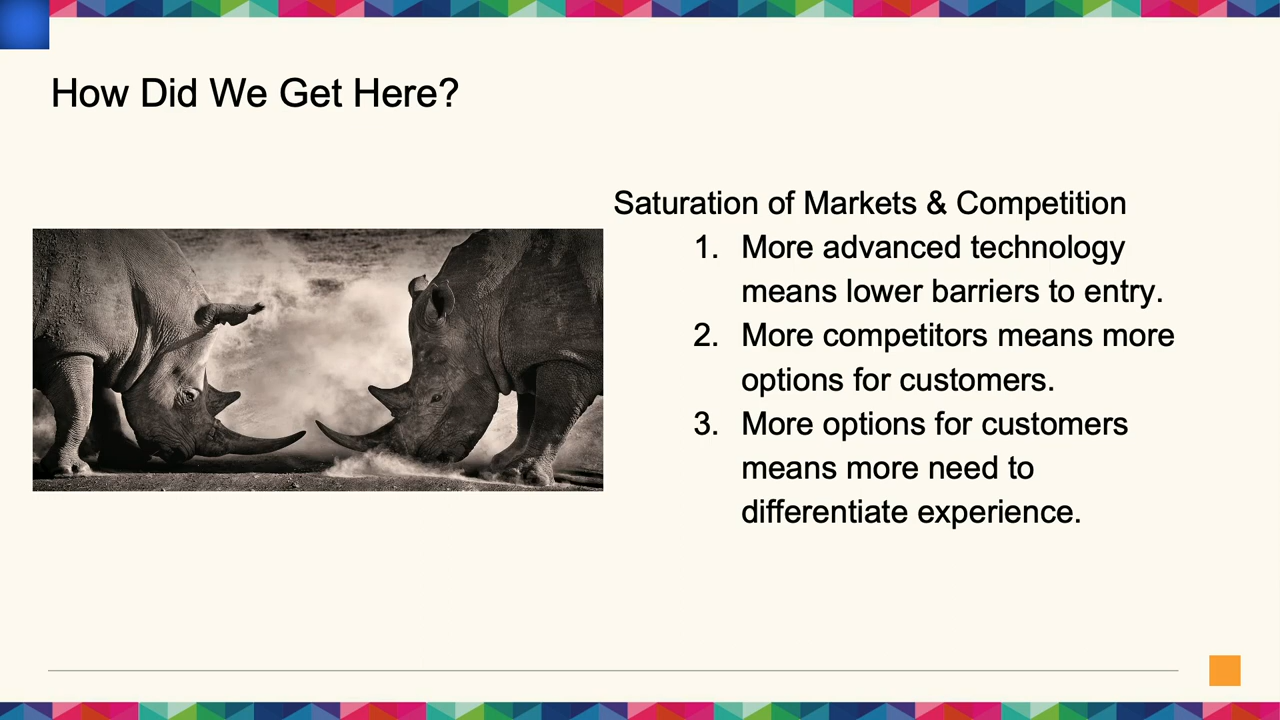 How Did We Get Here?
Saturation of Markets & Competition
1. More advanced technology
means lower barriers to entry.
2. More competitors means more
options for customers.
3. More options for customers
means more need to
differentiate experience.